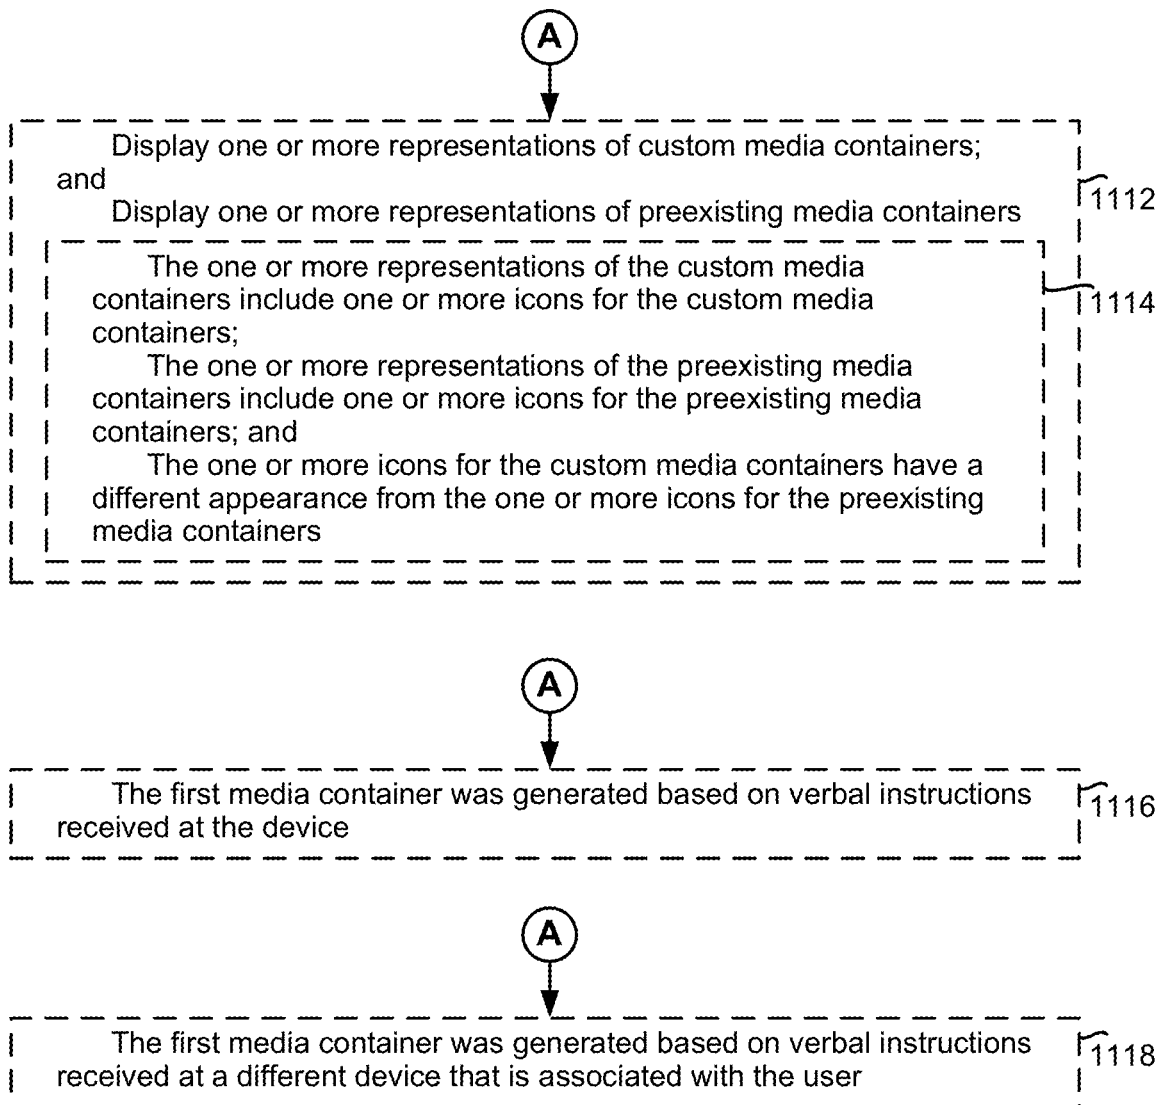 A
Display one or more representations of custom media containers;
and
Display one or more representations of preexisting media containers
1112
The one or more representations of the custom media
containers include one or more icons for the custom media
containers;
The one or more representations of the preexisting media
containers include one or more icons for the preexisting media
containers; and
The one or more icons for the custom media containers have a
different appearance from the one or more icons for the preexisting
media containers
1114
A
The first media container was generated based on verbal instructions
received at the device
1116
A
The first media container was generated based on verbal instructions
received at a different device that is associated with the user
1118